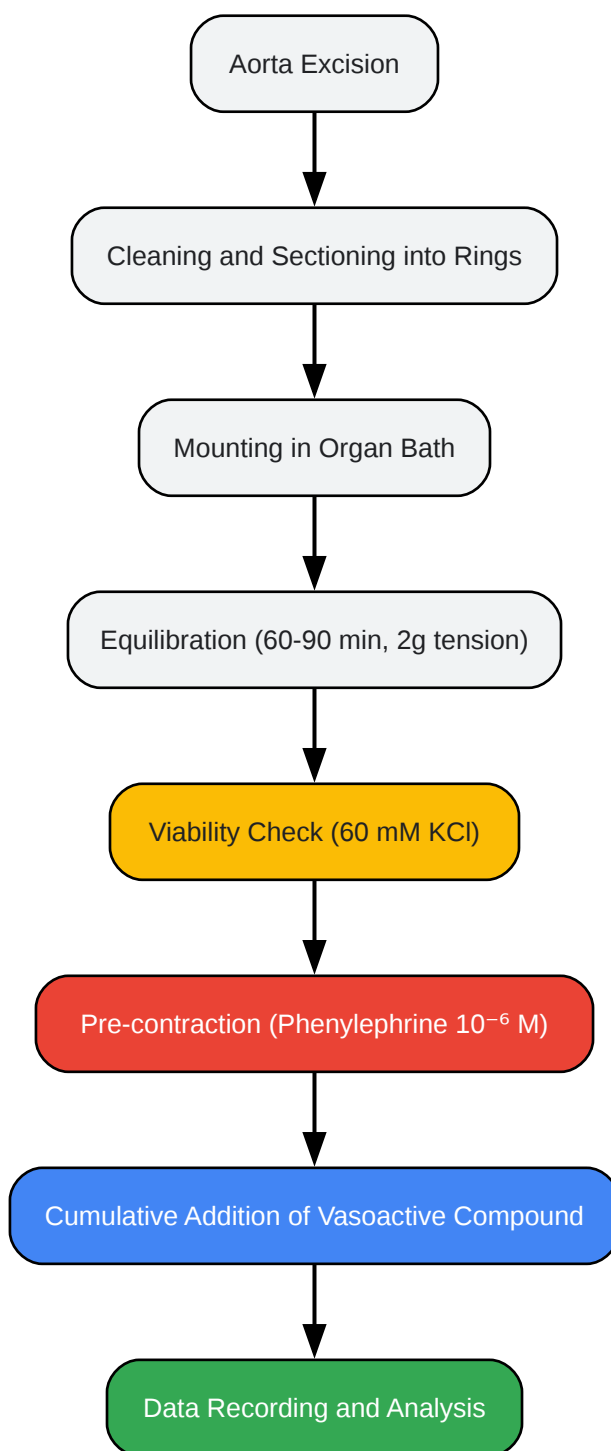 Aorta Excision
Cleaning and Sectioning into Rings
Mounting in Organ Bath
Equilibration (60-90 min, 2g tension)
Viability Check (60 mM KCl)
Pre-contraction (Phenylephrine 10⁻⁶ M)
Cumulative Addition of Vasoactive Compound
Data Recording and Analysis